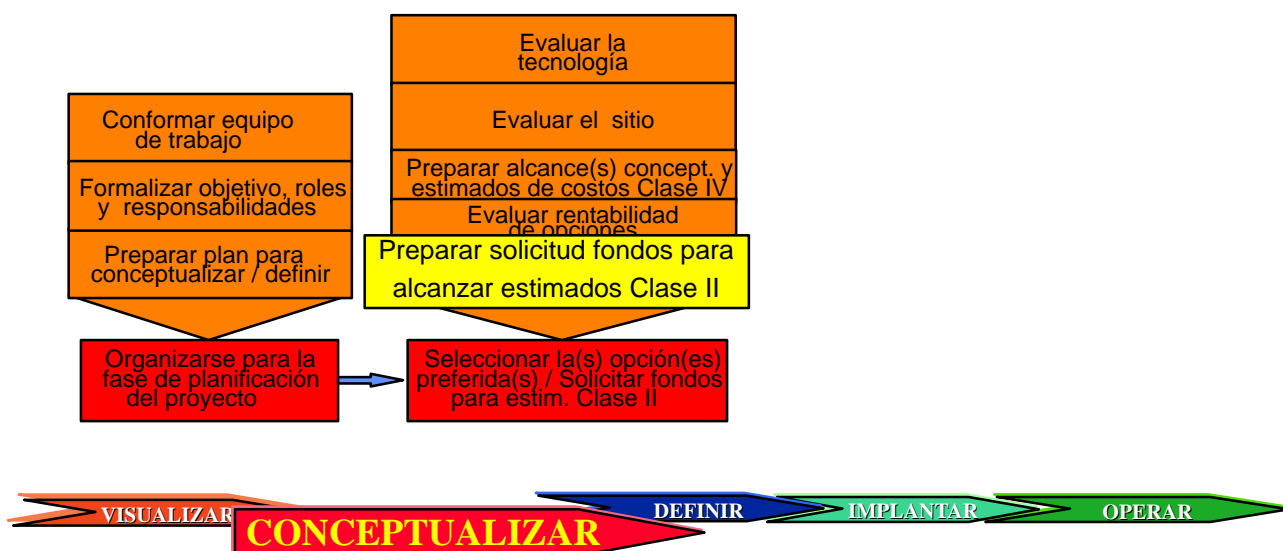 Conformar equipo
de trabajo
Formalizar objetivo, roles
y responsabilidades
Preparar plan para
conceptualizar / definir
Organizarse para la
fase de planificación
del proyecto
Evaluar la
tecnología
Evaluar el sitio
Preparar alcance(s) concept. y
estimados de costos Clase IV
Evaluar rentabilidad
de opciones
Preparar solicitud fondos para
alcanzar estimados Clase II
Seleccionar la(s) opción(es)
preferida(s) / Solicitar fondos
para estim. Clase II
VISUALIZAR
CONCEPTUALIZAR
DEFINIR
IMPLANTAR
OPERAR